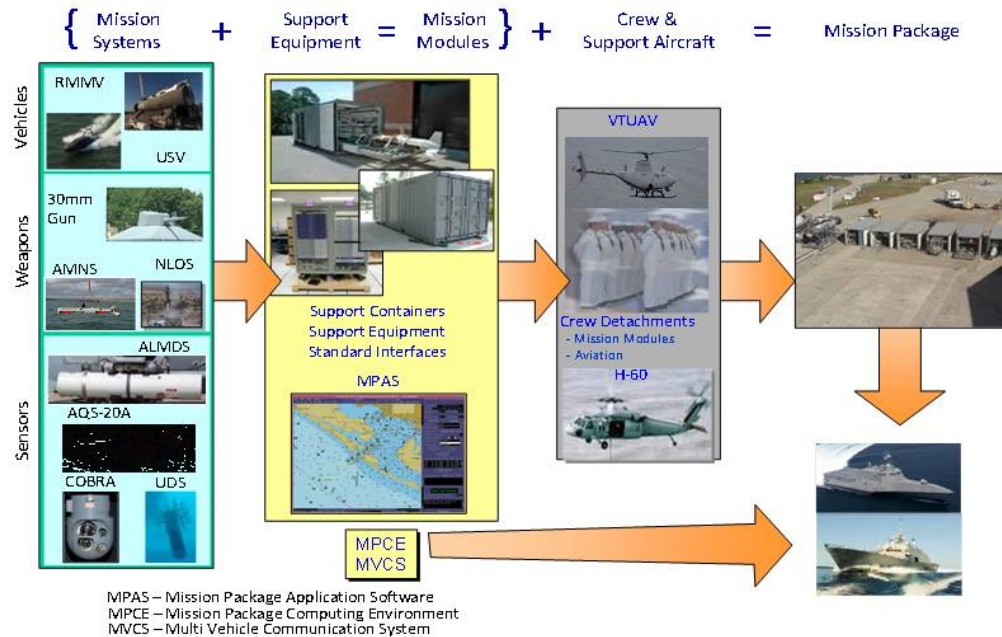 { Mission Systems + Support Equipment = Mission Modules } + Crew & Support Aircraft = Mission Package
Vehicles
RMMV
USV
Weapons
30mm
Gun
AMNS
NLOS
Sensors
ALMDS
AQS-20A
COBRA
UDS
Support Containers
Support Equipment
Standard Interfaces
MPAS
MPCE
MVCS
VTUAV
Crew Detachments
- Mission Modules
- Aviation
H-60
MPAS – Mission Package Application Software
MPCE – Mission Package Computing Environment
MVCS – Multi Vehicle Communication System